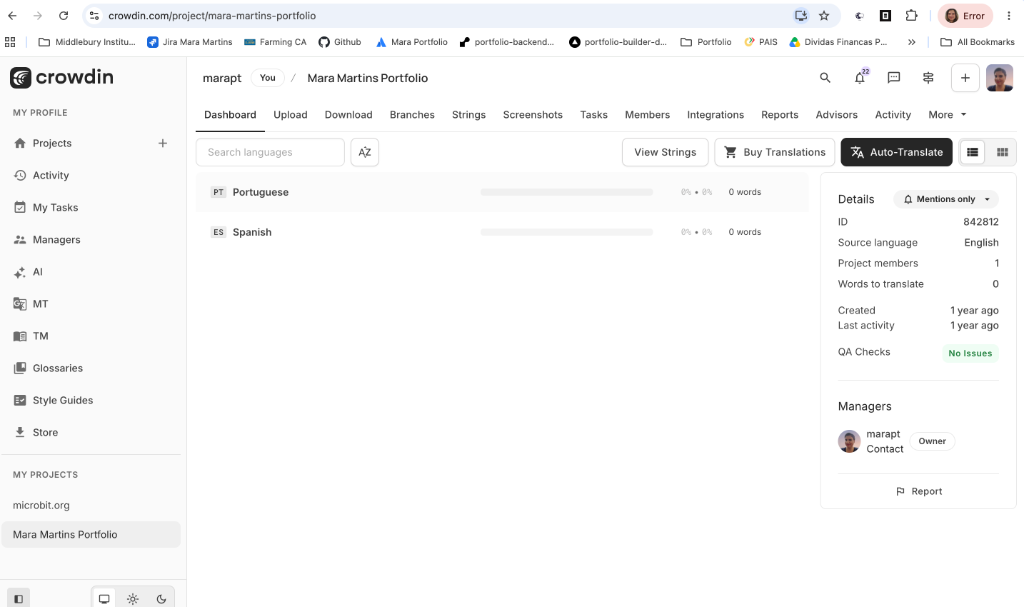 crowdin.com/project/mara-martins-portfolio
Error
Middlebury Institu...
Jira Mara Martins
Farming CA
Github
Mara Portfolio
portfolio-backend...
portfolio-builder-d...
Portfolio
PAIS
Dividas Financas P...
All Bookmarks
crowdin
marapt You / Mara Martins Portfolio
22
MY PROFILE
Projects
Activity
My Tasks
Managers
AI
MT
TM
Glossaries
Style Guides
Store
MY PROJECTS
microbit.org
Mara Martins Portfolio
Dashboard Upload Download Branches Strings Screenshots Tasks Members Integrations Reports Advisors Activity More
Search languages
AZ
View Strings
Buy Translations
Auto-Translate
PT Portuguese 0% • 0% 0 words
ES Spanish 0% • 0% 0 words
Details Mentions only
ID 842812
Source language English
Project members 1
Words to translate 0
Created 1 year ago
Last activity 1 year ago
QA Checks No Issues
Managers
marapt
Contact
Owner
Report